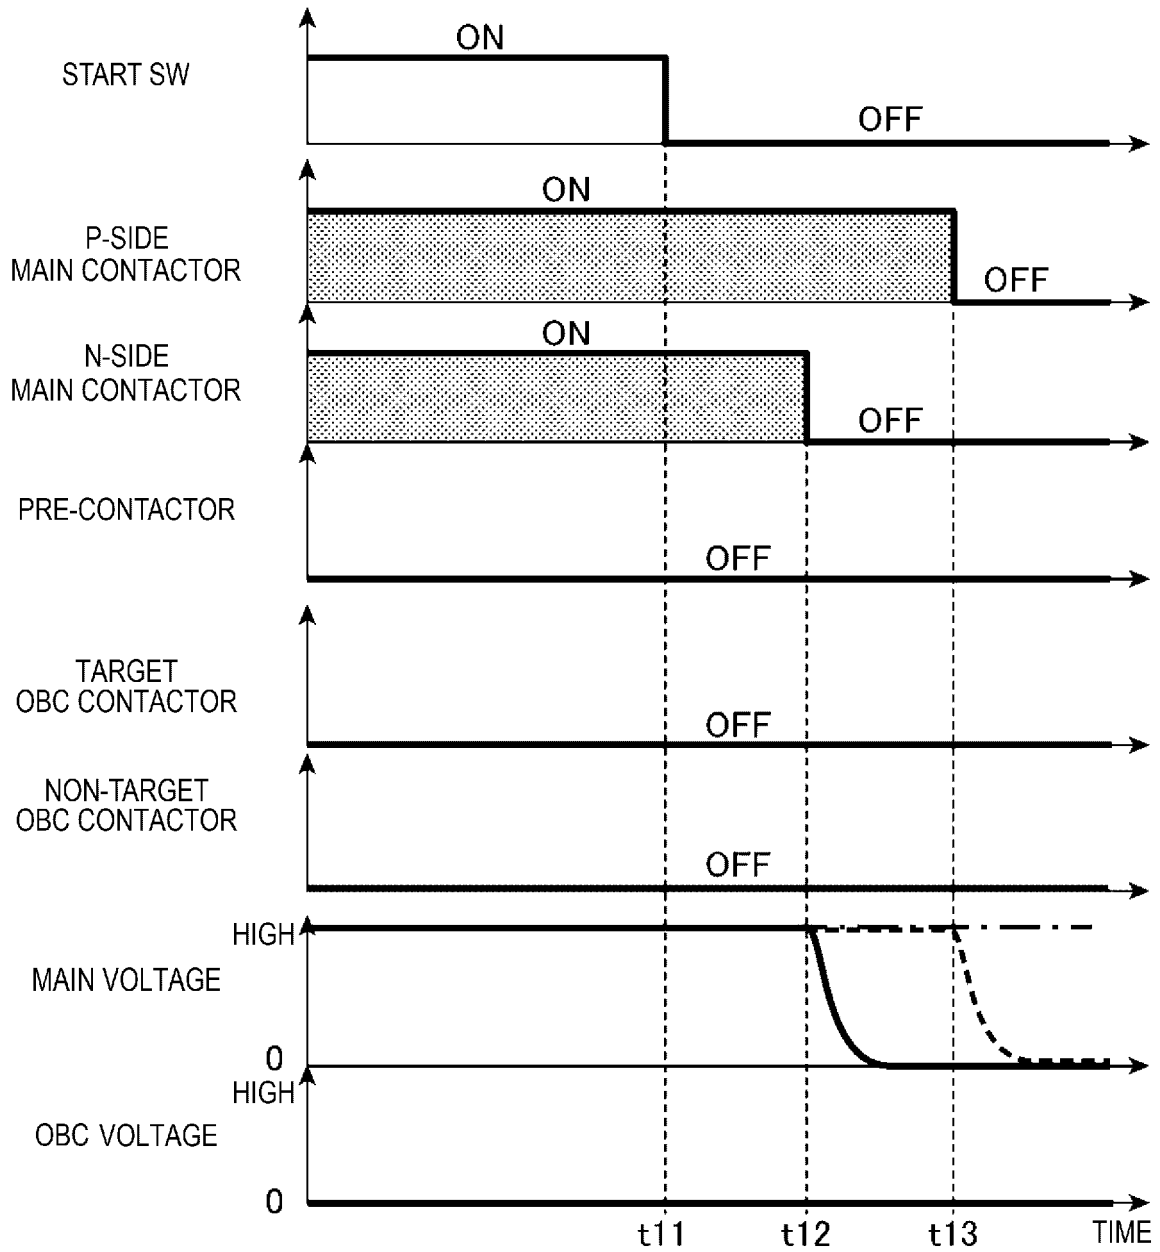 START SW
ON
OFF
P-SIDE
MAIN CONTACTOR
ON
OFF
N-SIDE
MAIN CONTACTOR
ON
OFF
PRE-CONTACTOR
OFF
TARGET
OBC CONTACTOR
OFF
NON-TARGET
OBC CONTACTOR
OFF
HIGH
MAIN VOLTAGE
0
HIGH
OBC VOLTAGE
0
t11
t12
t13
TIME